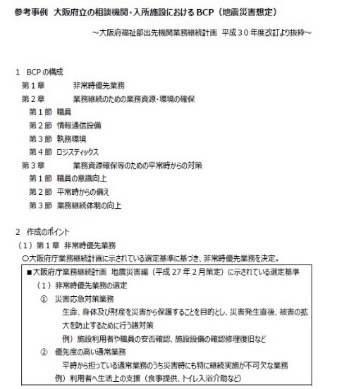 参考事例 大阪府立の相談機関・入所施設におけるBCP（地震災害想定）
～大阪府福祉部出先機関業務継続計画 平成30年度改訂より抜粋～
1 BCPの構成
第1章 非常時優先業務
第2章 業務継続のための業務資源・環境の確保
第1節 職員
第2節 情報通信設備
第3節 執務環境
第4節 ロジスティックス
第3章 業務資源確保等のための平常時からの対策
第1節 職員の意識向上
第2節 平常時からの備え
第3節 業務継続体制の向上
2 作成のポイント
（1）第1章 非常時優先業務
○大阪府庁業務継続計画に示されている選定基準に基づき、非常時優先業務を決定。
■大阪府庁業務継続計画 地震災害編（平成27年2月策定）に示されている選定基準
（1）非常時優先業務の選定
① 災害応急対策業務
生命、身体及び財産を災害から保護することを目的とし、災害発生直後、被害の拡
大を防止するために行う諸対策
例）施設利用者や職員の安否確認、施設設備の確認修理復旧など
② 優先度の高い通常業務
平時から担っている通常業務のうち災害時にも特に継続実施が不可欠な業務
例）利用者へ生活上の支援（食事提供、トイレ入浴介助など）